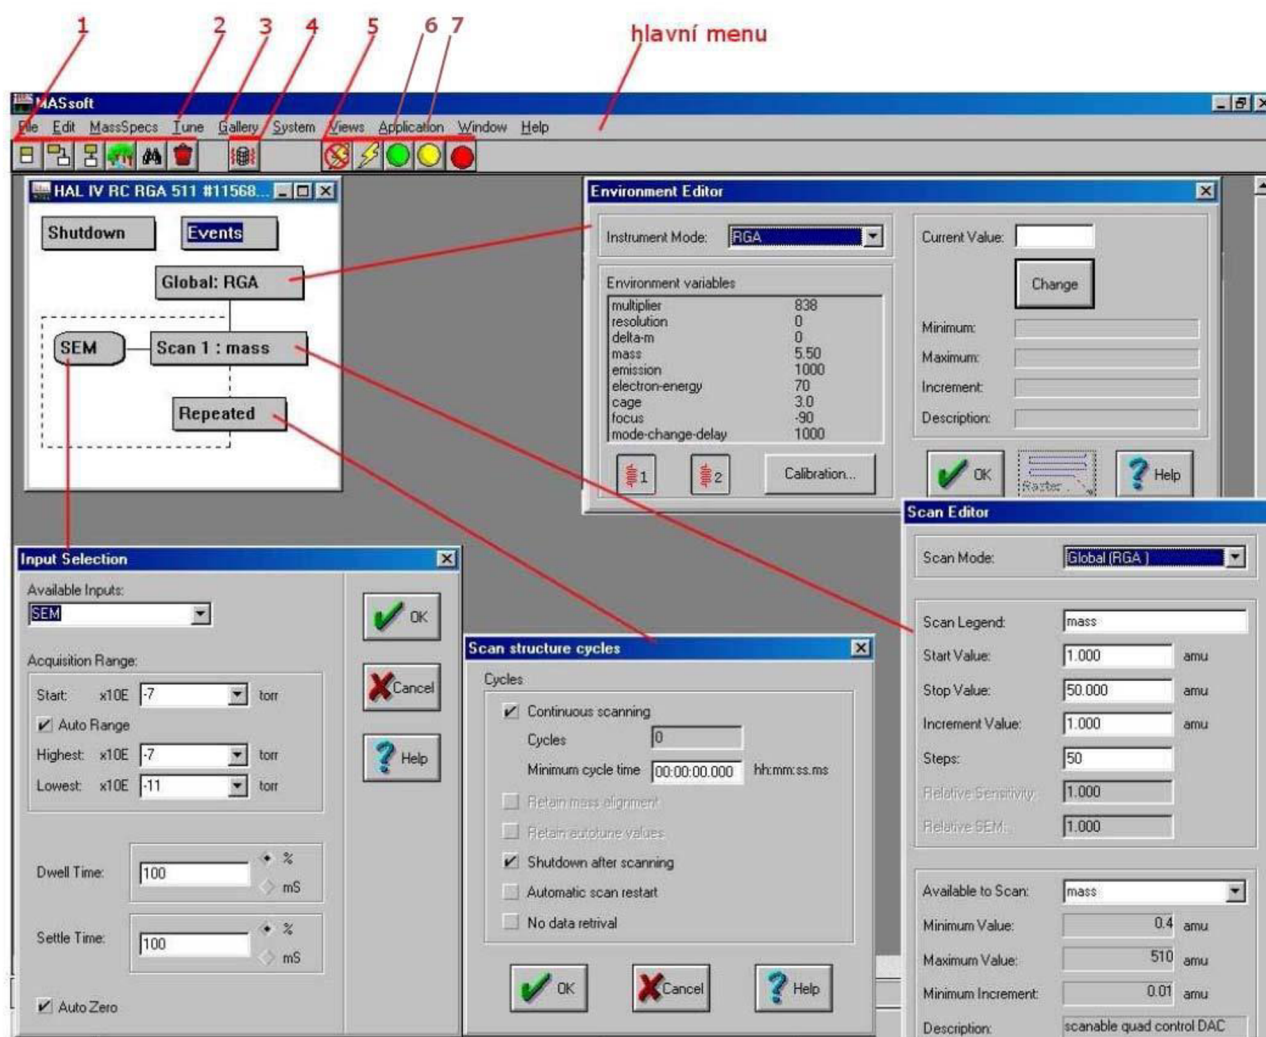 1 2 3 4 5 6 7 hlavní menu
MASsoft
File Edit MassSpecs Tune Gallery System Views Application Window Help
HAL IV RC RGA 511 #11568...
Shutdown Events
Global: RGA
SEM Scan 1 : mass
Repeated
Environment Editor
Instrument Mode: RGA
Environment variables
multiplier 838
resolution 0
delta-m 0
mass 5.50
emission 1000
electron-energy 70
cage 3.0
focus -90
mode-change-delay 1000
1 2 Calibration...
Current Value:
Change
Minimum:
Maximum:
Increment:
Description:
OK Raster... Help
Input Selection
Available Inputs:
SEM
Acquisition Range:
Start: x10E -7 torr
Auto Range
Highest: x10E -7 torr
Lowest: x10E -11 torr
Dwell Time: 100 % mS
Settle Time: 100 % mS
Auto Zero
OK
Cancel
Help
Scan structure cycles
Cycles
Continuous scanning
Cycles 0
Minimum cycle time 00:00:00.000 hh:mm:ss.ms
Retain mass alignment
Retain autotune values
Shutdown after scanning
Automatic scan restart
No data retrival
OK Cancel Help
Scan Editor
Scan Mode: Global (RGA )
Scan Legend: mass
Start Value: 1.000 amu
Stop Value: 50.000 amu
Increment Value: 1.000 amu
Steps: 50
Relative Sensitivity: 1.000
Relative SEM: 1.000
Available to Scan: mass
Minimum Value: 0.4 amu
Maximum Value: 510 amu
Minimum Increment: 0.01 amu
Description: scanable quad control DAC